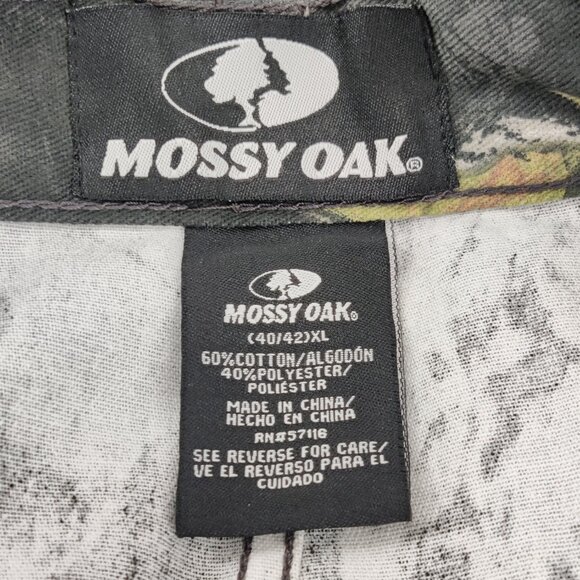 MOSSY OAK®
MOSSY OAK®
(40/42)XL
60%COTTON/ALGODÓN
40%POLYESTER/
POLIÉSTER
MADE IN CHINA/
HECHO EN CHINA
RN#57116
SEE REVERSE FOR CARE/
VE EL REVERSO PARA EL
CUIDADO